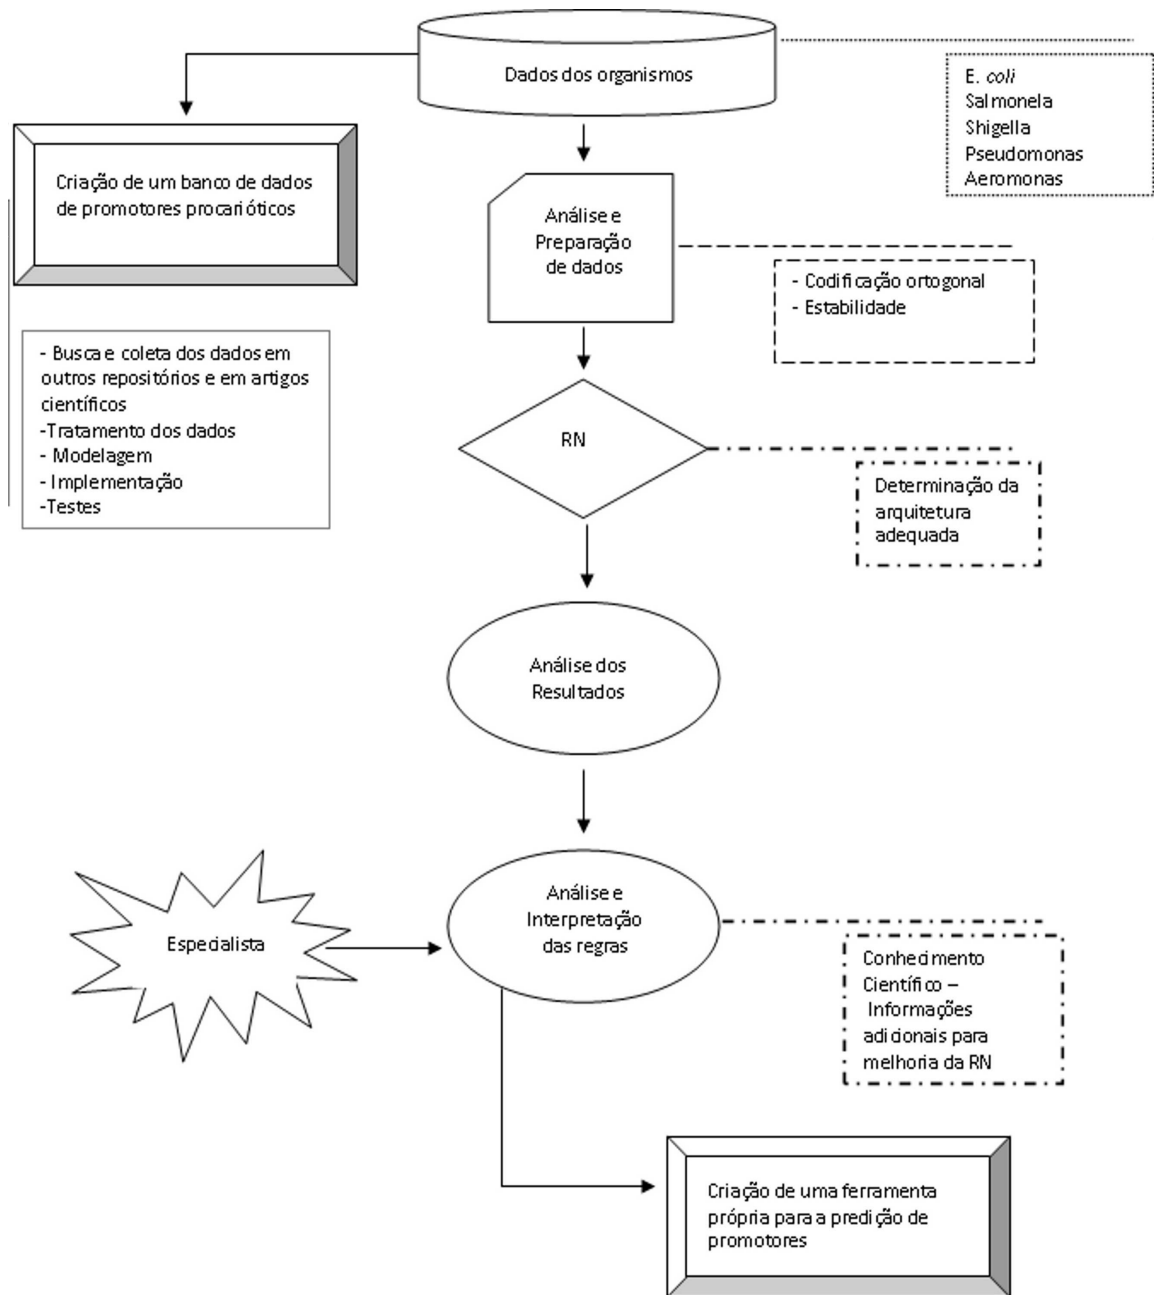 Dados dos organismos
E. coli
Salmonela
Shigella
Pseudomonas
Aeromonas
Criação de um banco de dados
de promotores procarióticos
Análise e
Preparação
de dados
- Codificação ortogonal
- Estabilidade
- Busca e coleta dos dados em
outros repositórios e em artigos
científicos
-Tratamento dos dados
- Modelagem
- Implementação
-Testes
RN
Determinação da
arquitetura
adequada
Análise dos
Resultados
Especialista
Análise e
Interpretação
das regras
Conhecimento
Científico –
Informações
adicionais para
melhoria da RN
Criação de uma ferramenta
própria para a predição de
promotores